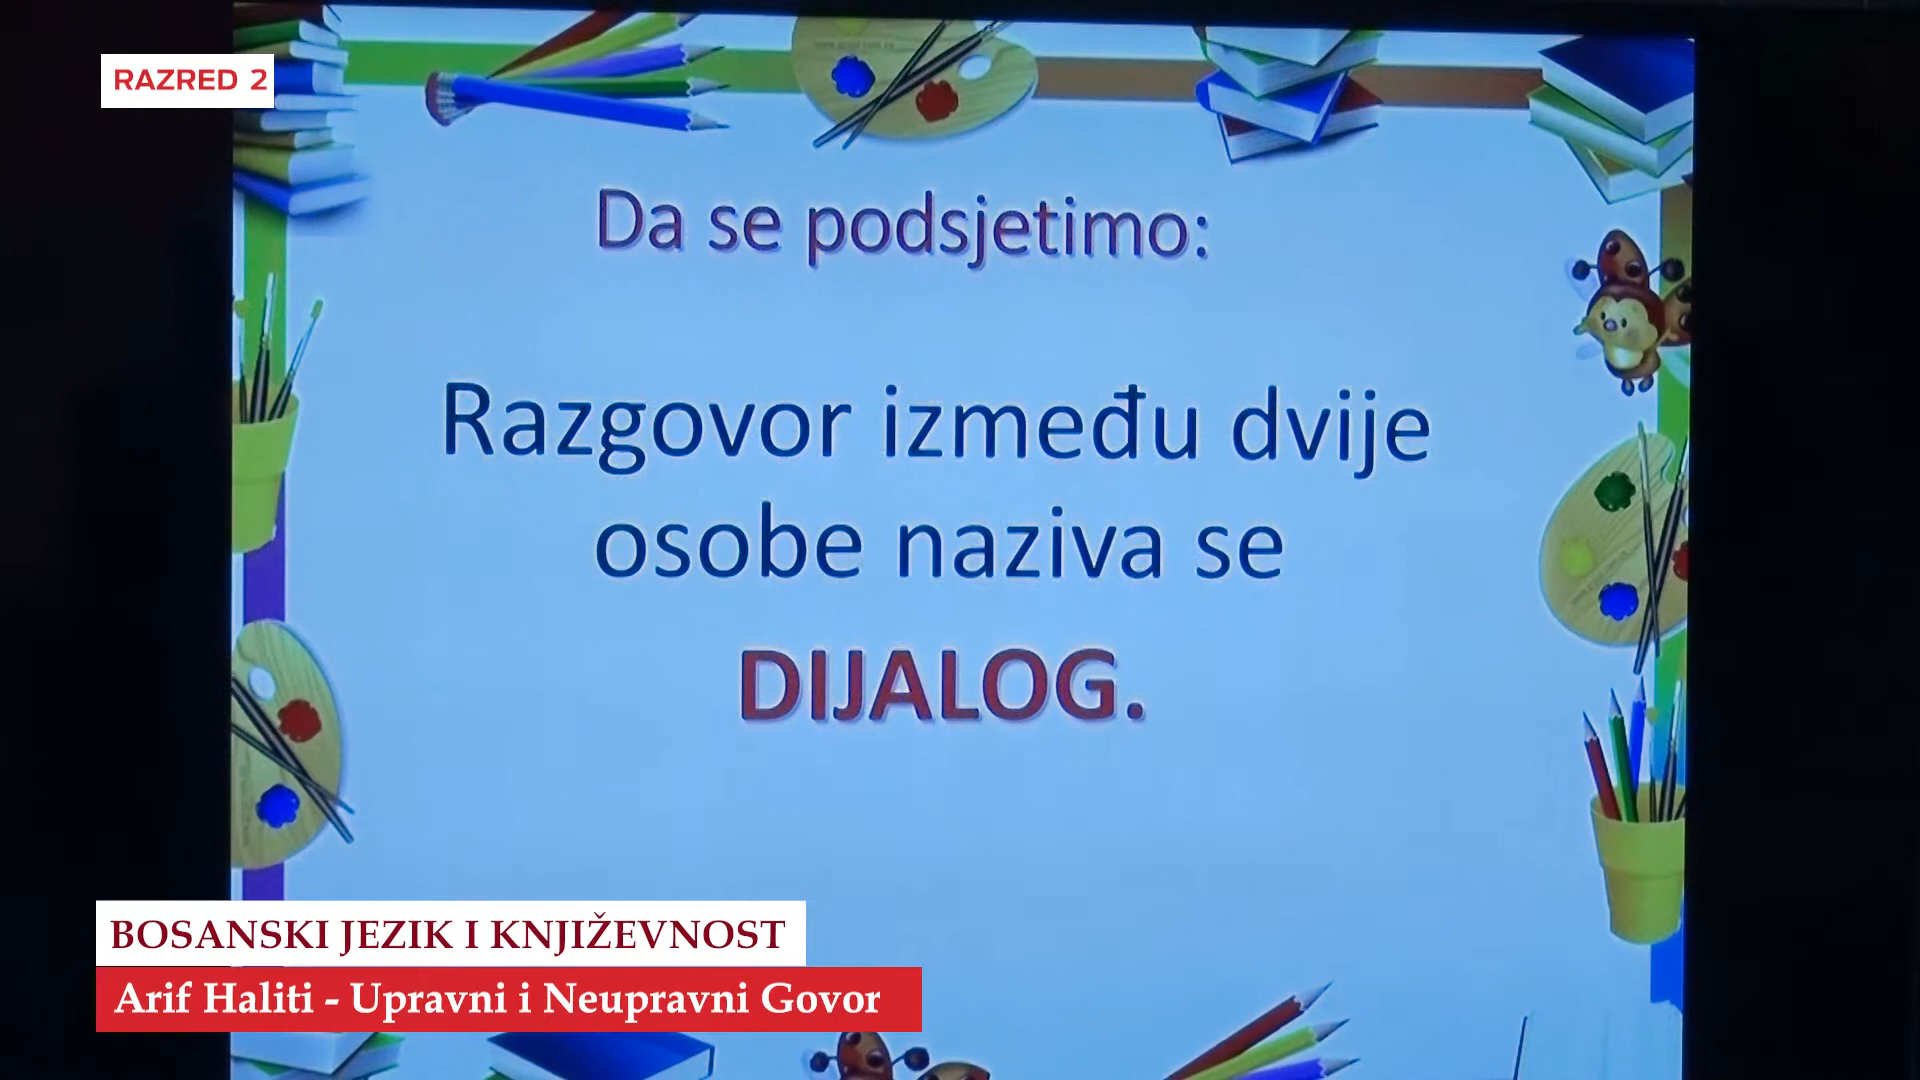 RAZRED 2
Da se podsjetimo:
Razgovor između dvije
osobe naziva se
DIJALOG.
BOSANSKI JEZIK I KNJIŽEVNOST
Arif Haliti - Upravni i Neupravni Govor